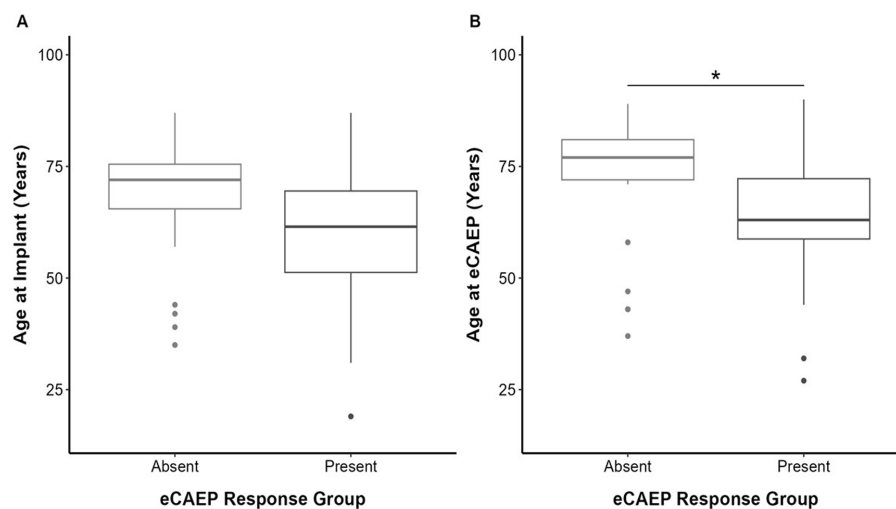 A
100
75
50
25
Age at Implant (Years)
Absent Present
eCAEP Response Group
B
*
100
75
50
25
Age at eCAEP (Years)
Absent Present
eCAEP Response Group